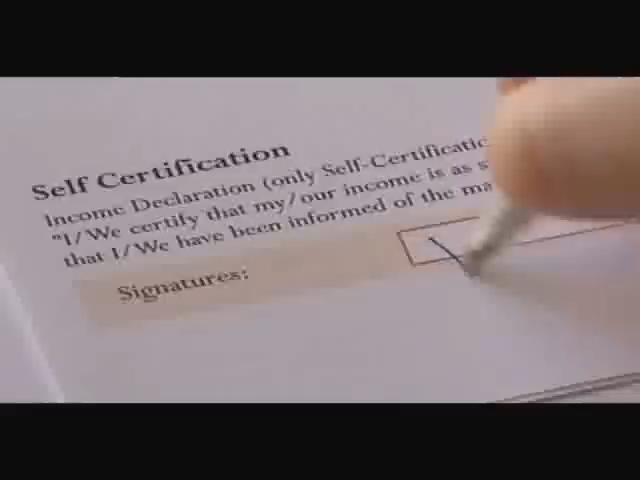 Self Certification
Income Declaration (only Self-Certificatic
"I/We certify that my/our income is as s
that I/We have been informed of the ma
Signatures: